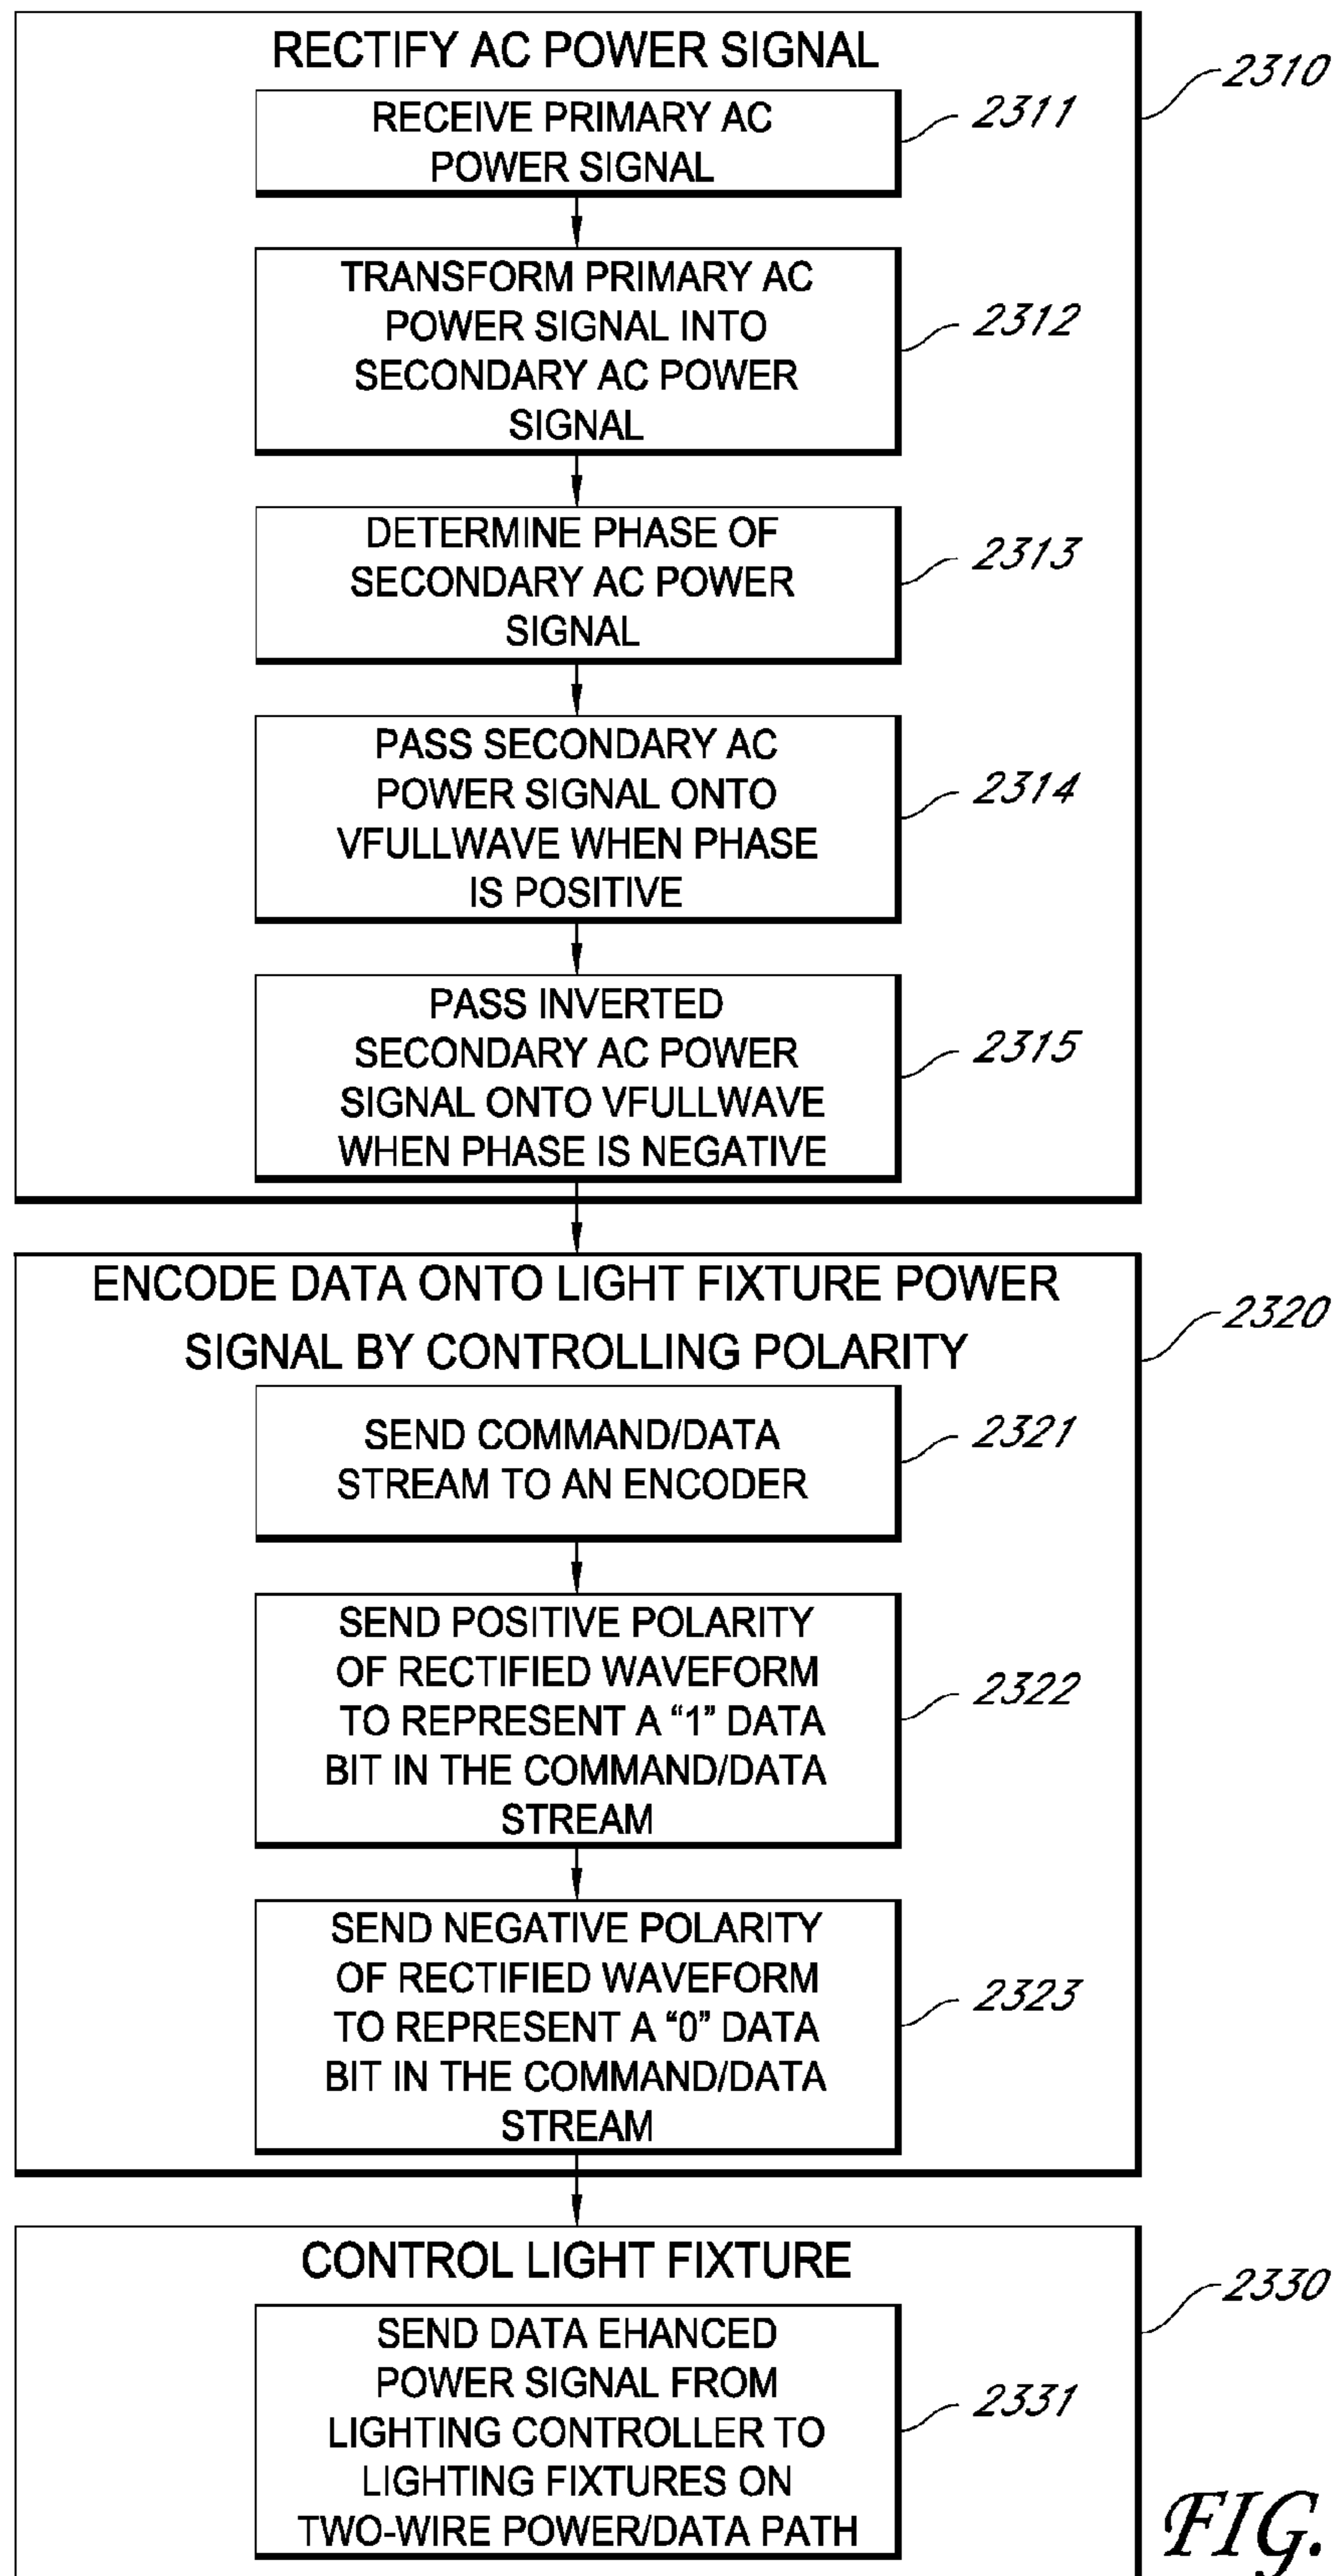 RECTIFY AC POWER SIGNAL
2310
RECEIVE PRIMARY AC
POWER SIGNAL
2311
TRANSFORM PRIMARY AC
POWER SIGNAL INTO
SECONDARY AC POWER
SIGNAL
2312
DETERMINE PHASE OF
SECONDARY AC POWER
SIGNAL
2313
PASS SECONDARY AC
POWER SIGNAL ONTO
VFULLWAVE WHEN PHASE
IS POSITIVE
2314
PASS INVERTED
SECONDARY AC POWER
SIGNAL ONTO VFULLWAVE
WHEN PHASE IS NEGATIVE
2315
ENCODE DATA ONTO LIGHT FIXTURE POWER
SIGNAL BY CONTROLLING POLARITY
2320
SEND COMMAND/DATA
STREAM TO AN ENCODER
2321
SEND POSITIVE POLARITY
OF RECTIFIED WAVEFORM
TO REPRESENT A “1” DATA
BIT IN THE COMMAND/DATA
STREAM
2322
SEND NEGATIVE POLARITY
OF RECTIFIED WAVEFORM
TO REPRESENT A “0” DATA
BIT IN THE COMMAND/DATA
STREAM
2323
CONTROL LIGHT FIXTURE
2330
SEND DATA EHANCED
POWER SIGNAL FROM
LIGHTING CONTROLLER TO
LIGHTING FIXTURES ON
TWO-WIRE POWER/DATA PATH
2331
FIG.